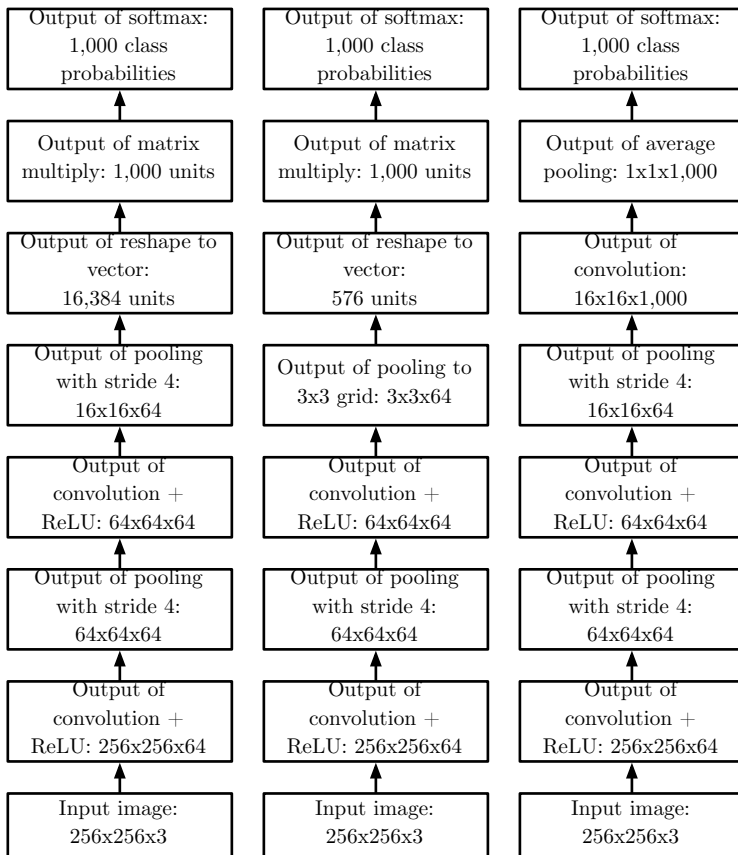 Output of softmax:
1,000 class
probabilities
Output of matrix
multiply: 1,000 units
Output of reshape to
vector:
16,384 units
Output of pooling
with stride 4:
16x16x64
Output of
convolution +
ReLU: 64x64x64
Output of pooling
with stride 4:
64x64x64
Output of
convolution +
ReLU: 256x256x64
Input image:
256x256x3
Output of softmax:
1,000 class
probabilities
Output of matrix
multiply: 1,000 units
Output of reshape to
vector:
576 units
Output of pooling to
3x3 grid: 3x3x64
Output of
convolution +
ReLU: 64x64x64
Output of pooling
with stride 4:
64x64x64
Output of
convolution +
ReLU: 256x256x64
Input image:
256x256x3
Output of softmax:
1,000 class
probabilities
Output of average
pooling: 1x1x1,000
Output of
convolution:
16x16x1,000
Output of pooling
with stride 4:
16x16x64
Output of
convolution +
ReLU: 64x64x64
Output of pooling
with stride 4:
64x64x64
Output of
convolution +
ReLU: 256x256x64
Input image:
256x256x3